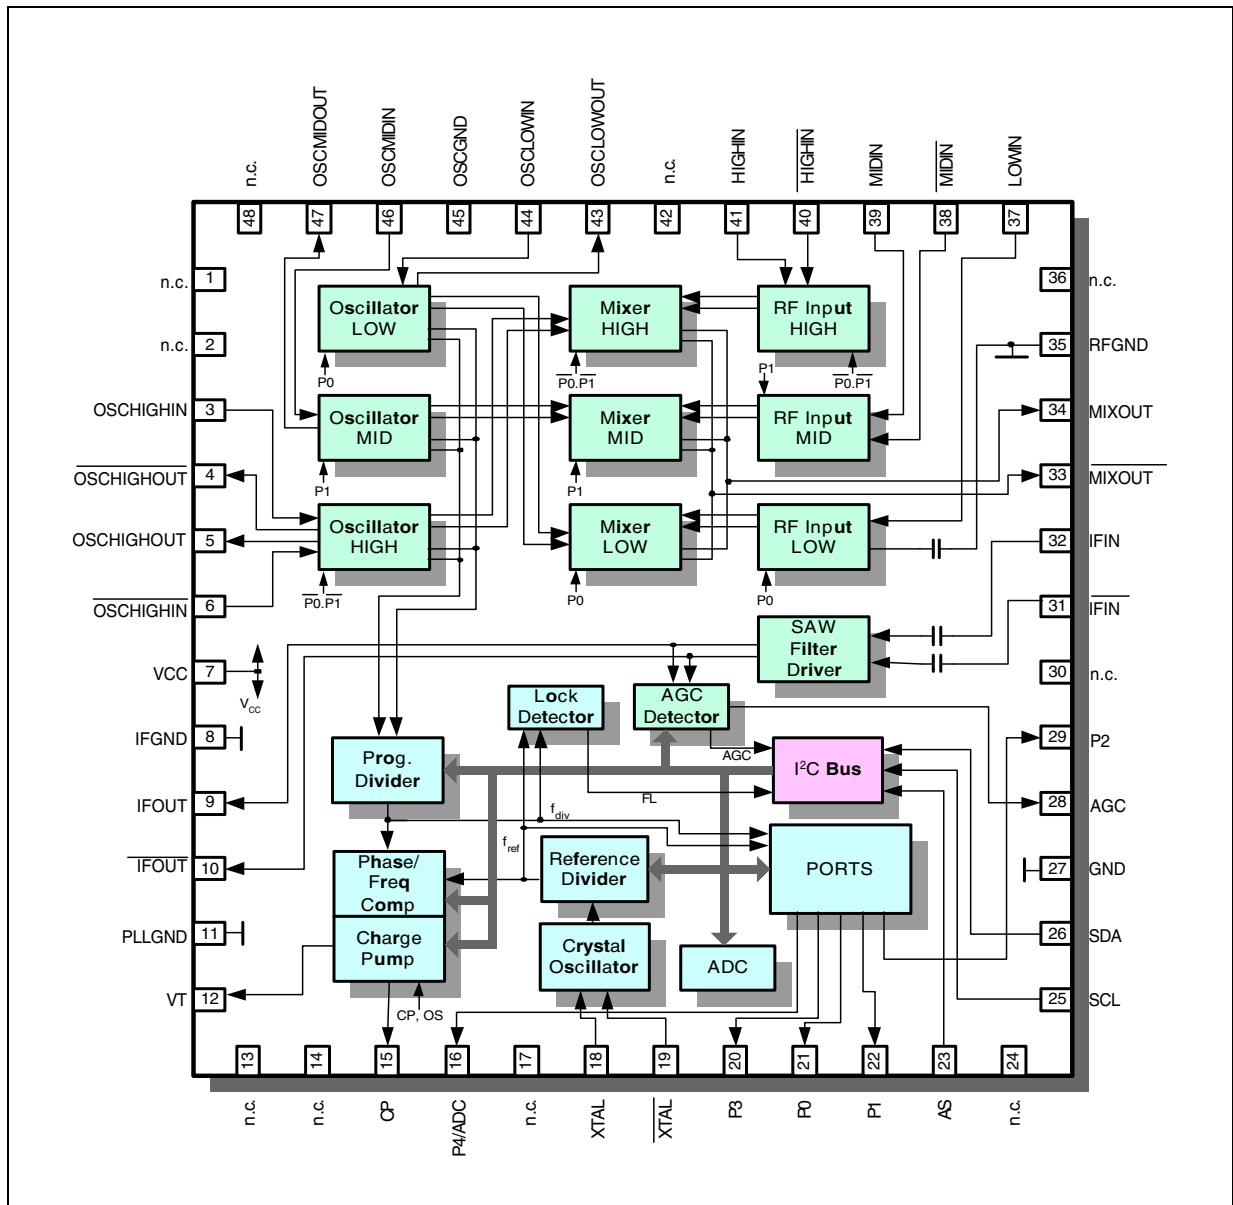 n.c.
OSCMIDOUT
OSCMIDIN
OSCGND
OSCLOWIN
OSCLOWOUT
n.c.
HIGHIN
HIGHIN
MIDIN
MIDIN
LOWIN
48
47
46
45
44
43
42
41
40
39
38
37
n.c.
1
n.c.
2
OSCHIGHIN
3
OSCHIGHOUT
4
OSCHIGHOUT
5
OSCHIGHIN
6
VCC
7
VCC
IFGND
8
IFOUT
9
IFOUT
10
PLLGND
11
VT
12
36
n.c.
35
RFGND
34
MIXOUT
33
MIXOUT
32
IFIN
31
IFIN
30
n.c.
29
P2
28
AGC
27
GND
26
SDA
25
SCL
Oscillator
LOW
P0
Mixer
HIGH
P0.P1
RF Input
HIGH
P0.P1
P1
Oscillator
MID
P1
Mixer
MID
P1
RF Input
MID
Oscillator
HIGH
P0.P1
Mixer
LOW
P0
RF Input
LOW
P0
SAW
Filter
Driver
Lock
Detector
AGC
Detector
AGC
I²C Bus
FL
Prog.
Divider
fdiv
fref
Phase/
Freq
Comp
Reference
Divider
PORTS
Charge
Pump
Crystal
Oscillator
ADC
CP, OS
13
14
15
16
17
18
19
20
21
22
23
24
n.c.
n.c.
CP
P4/ADC
n.c.
XTAL
XTAL
P3
P0
P1
AS
n.c.